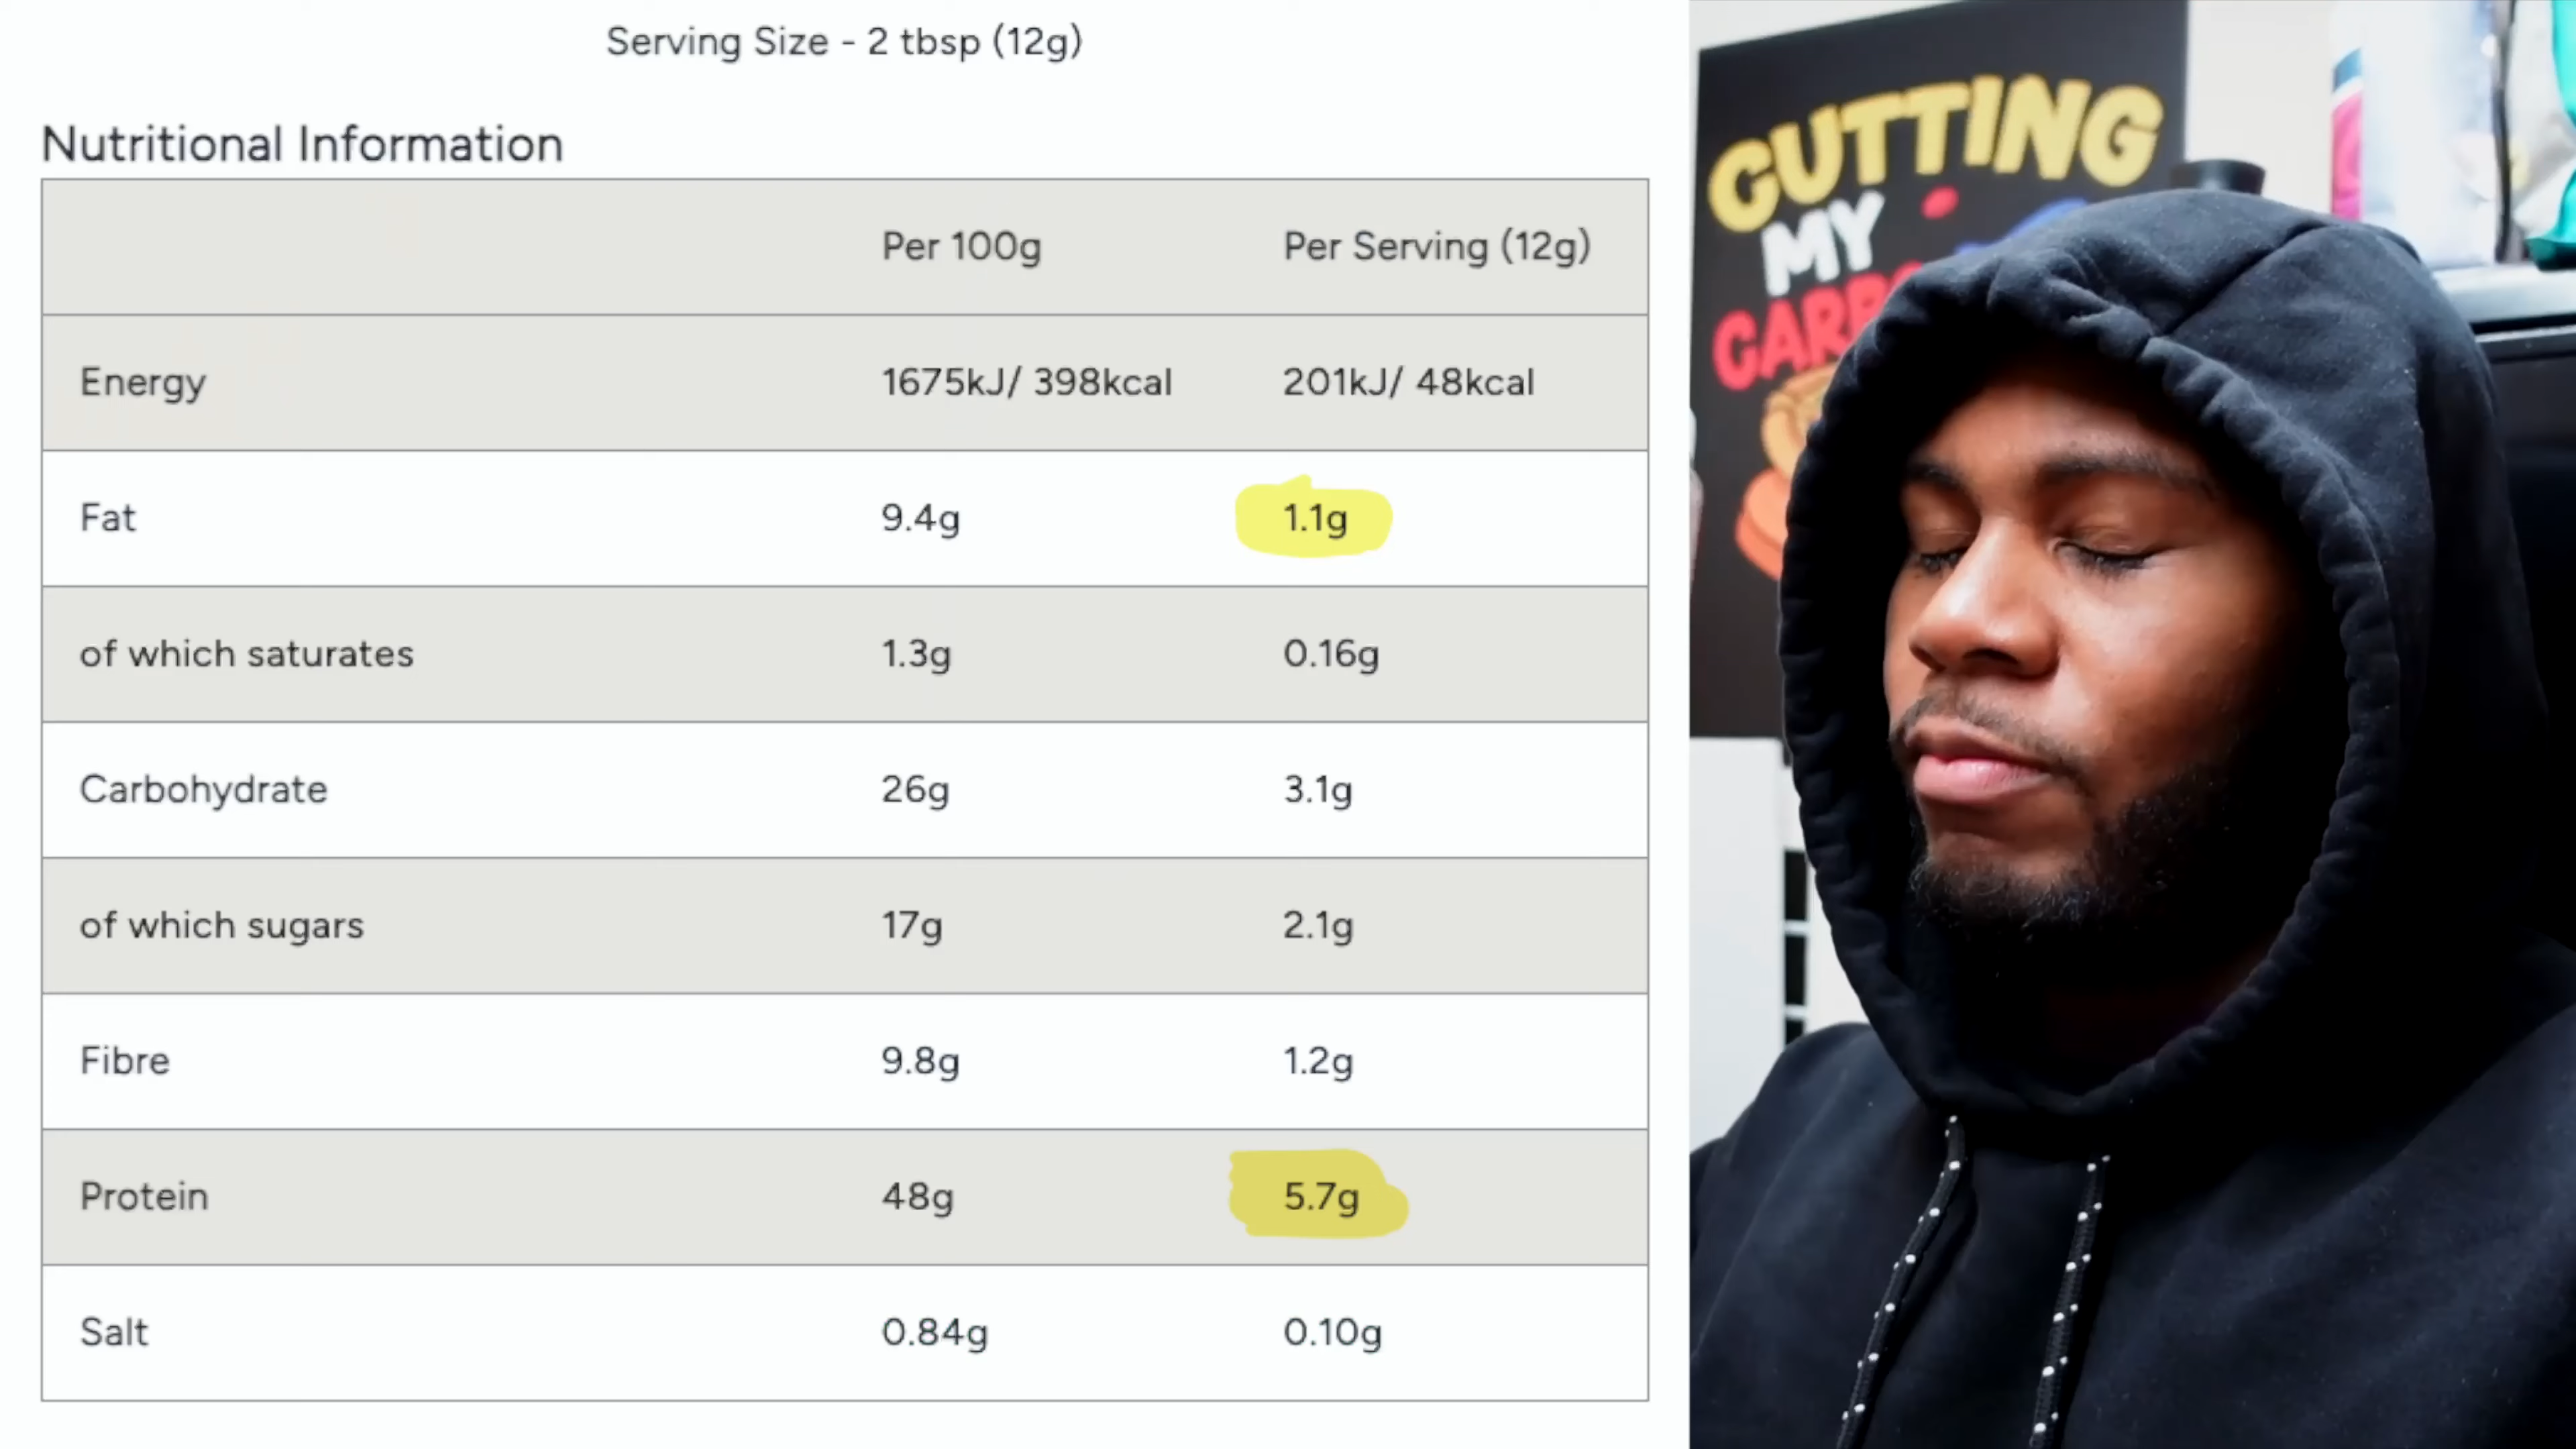 Serving Size - 2 tbsp (12g)
Nutritional Information
Per 100g Per Serving (12g)
Energy 1675kJ/ 398kcal 201kJ/ 48kcal
Fat 9.4g 1.1g
of which saturates 1.3g 0.16g
Carbohydrate 26g 3.1g
of which sugars 17g 2.1g
Fibre 9.8g 1.2g
Protein 48g 5.7g
Salt 0.84g 0.10g
CUTTING
MY